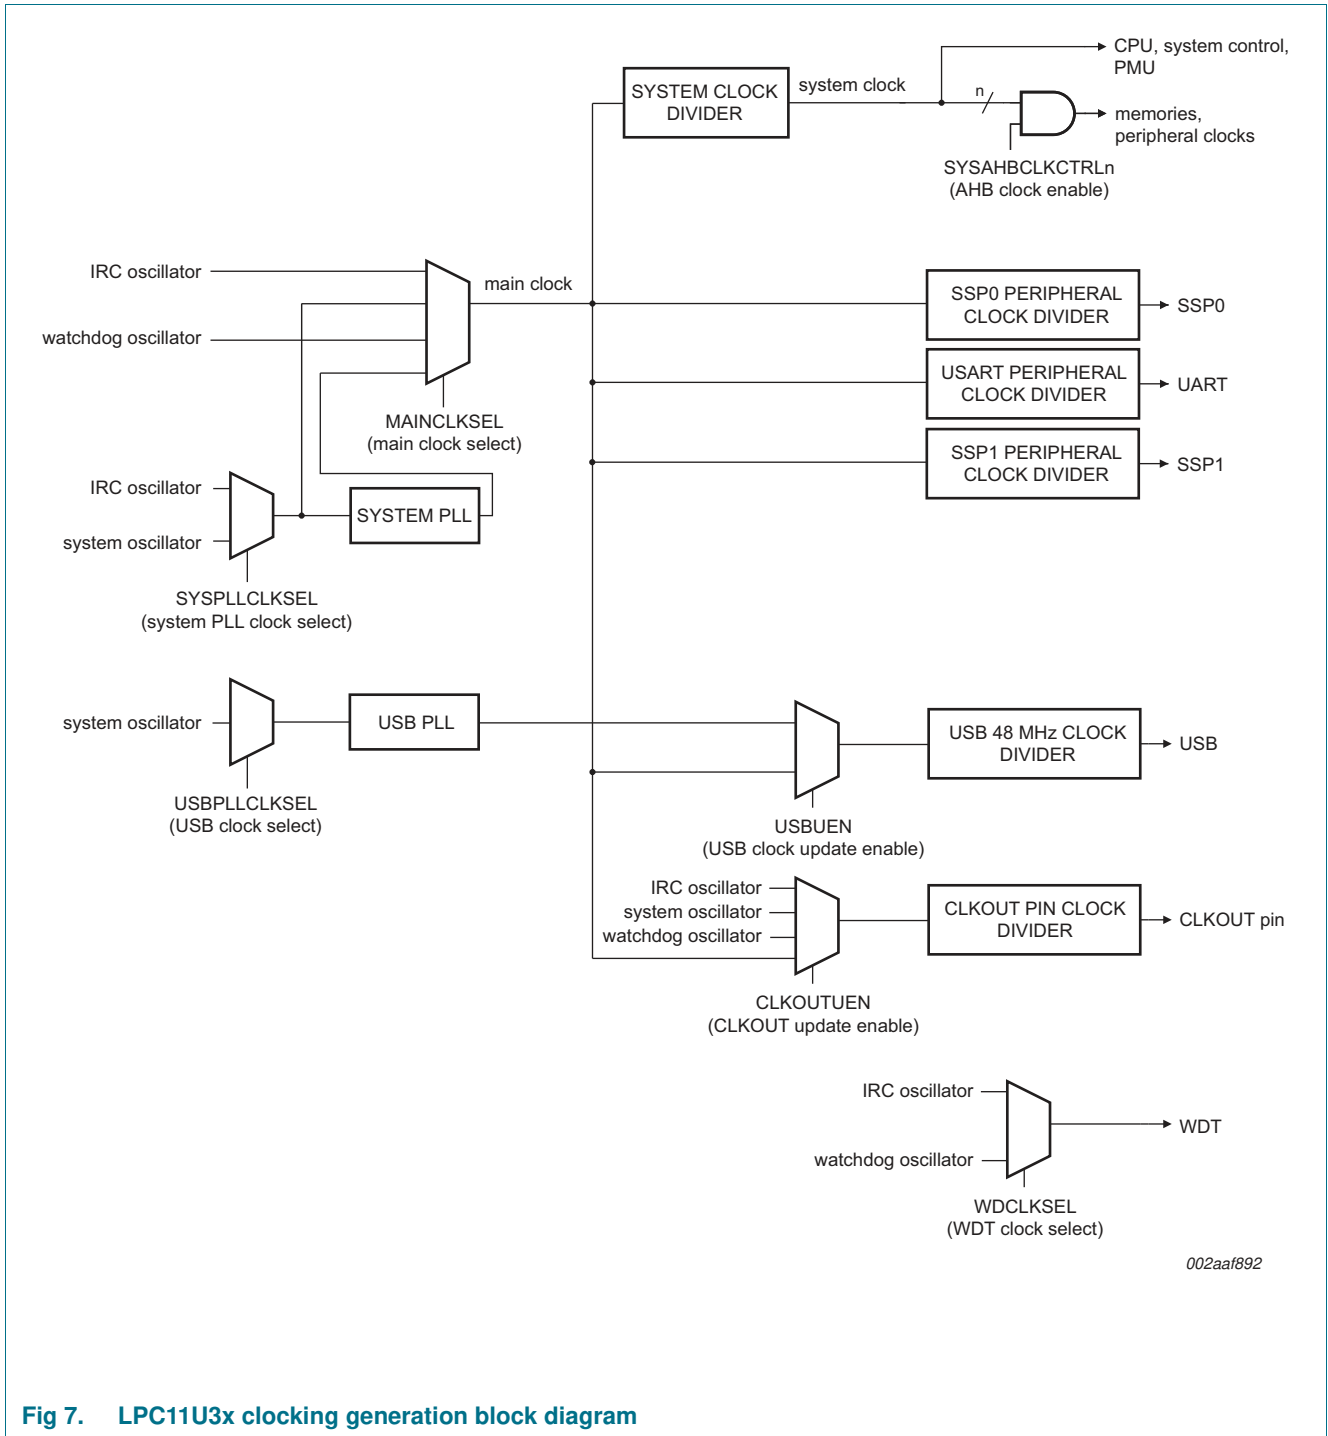 CPU, system control,
PMU
SYSTEM CLOCK
DIVIDER
system clock
n
memories,
peripheral clocks
SYSAHBCLKCTRLn
(AHB clock enable)
IRC oscillator
main clock
watchdog oscillator
MAINCLKSEL
(main clock select)
SSP0 PERIPHERAL
CLOCK DIVIDER
SSP0
USART PERIPHERAL
CLOCK DIVIDER
UART
SSP1 PERIPHERAL
CLOCK DIVIDER
SSP1
IRC oscillator
system oscillator
SYSTEM PLL
SYSPLLCLKSEL
(system PLL clock select)
system oscillator
USB PLL
USBPLLCLKSEL
(USB clock select)
USB 48 MHz CLOCK
DIVIDER
USB
USBUEN
(USB clock update enable)
IRC oscillator
system oscillator
watchdog oscillator
CLKOUT PIN CLOCK
DIVIDER
CLKOUT pin
CLKOUTUEN
(CLKOUT update enable)
IRC oscillator
watchdog oscillator
WDT
WDCLKSEL
(WDT clock select)
002aaf892
Fig 7. LPC11U3x clocking generation block diagram